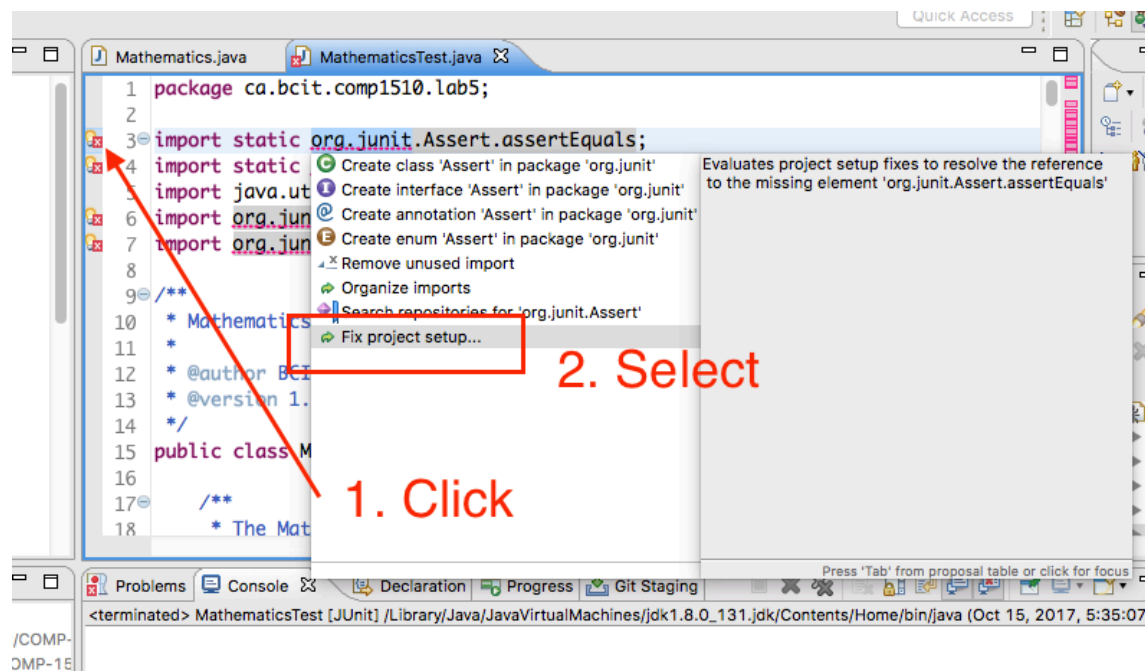 Quick Access
Mathematics.java
MathematicsTest.java
1 package ca.bcit.comp1510.lab5;
2
3 import static org.junit.Assert.assertEquals;
4 import static
5 import java.ut
6 import org.jun
7 import org.jun
8
9 /**
10 * Mathematics
11 *
12 * @author BCI
13 * @version 1.
14 */
15 public class M
16
17 /**
18 * The Mat
Create class 'Assert' in package 'org.junit'
Create interface 'Assert' in package 'org.junit'
Create annotation 'Assert' in package 'org.junit'
Create enum 'Assert' in package 'org.junit'
Remove unused import
Organize imports
Search repositories for 'org.junit.Assert'
Fix project setup...
Evaluates project setup fixes to resolve the reference
to the missing element 'org.junit.Assert.assertEquals'
2. Select
1. Click
Press 'Tab' from proposal table or click for focus
Problems
Console
Declaration
Progress
Git Staging
<terminated> MathematicsTest [JUnit] /Library/Java/JavaVirtualMachines/jdk1.8.0_131.jdk/Contents/Home/bin/java (Oct 15, 2017, 5:35:07
/COMP-
OMP-15